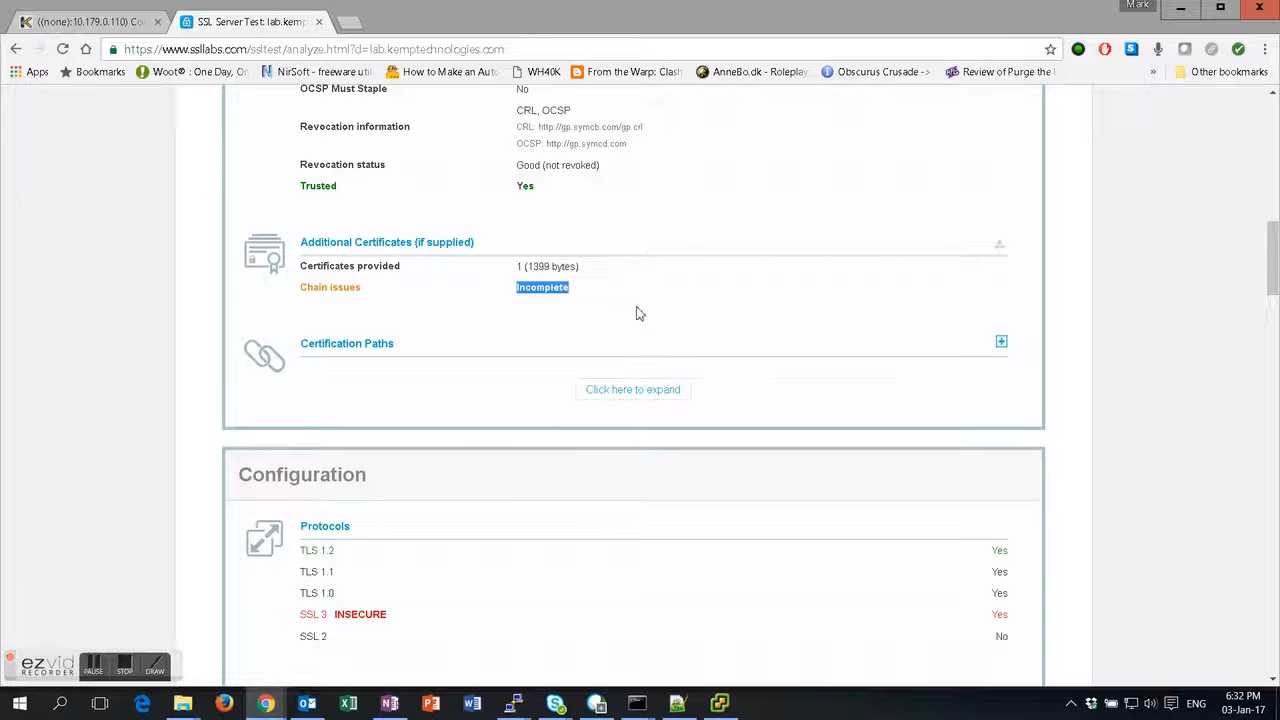 Mark
((none):10.179.0.110) Co
SSL Server Test: lab.kemp
https://www.ssllabs.com/ssltest/analyze.html?d=lab.kemptechnologies.com
Apps
Bookmarks
Woot® : One Day, On
NirSoft - freeware uti
How to Make an Auto
WH40K
From the Warp: Clash
AnneBo.dk - Roleplay
Obscurus Crusade ->
Review of Purge the
»
Other bookmarks
OCSP Must Staple No
CRL, OCSP
Revocation information CRL: http://gp.symcb.com/gp.crl
OCSP: http://gp.symcd.com
Revocation status Good (not revoked)
Trusted Yes
Additional Certificates (if supplied)
Certificates provided 1 (1399 bytes)
Chain issues Incomplete
Certification Paths
Click here to expand
Configuration
Protocols
TLS 1.2 Yes
TLS 1.1 Yes
TLS 1.0 Yes
SSL 3 INSECURE Yes
SSL 2 No
ezvid
RECORDER
PAUSE STOP DRAW
ENG
6:32 PM
03-Jan-17